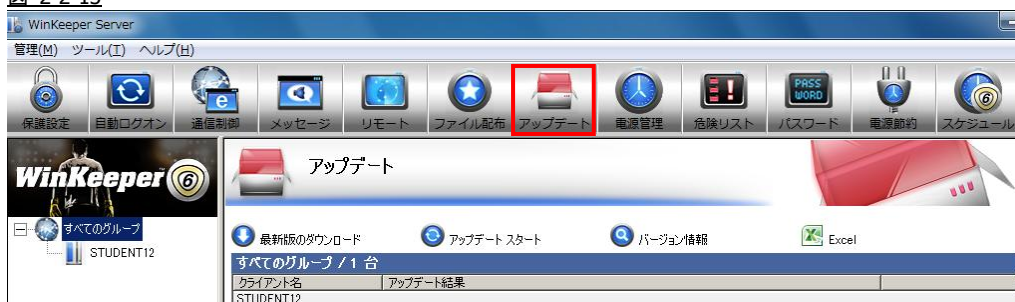 図 2-2-15
WinKeeper Server
管理(M) ツール(T) ヘルプ(H)
保護設定 自動ログオン 通信制御 メッセージ リモート ファイル配布 アップデート 電源管理 危険リスト パスワード 電源節約 スケジュール
PASS WORD
6
WinKeeper 6
アップデート
すべてのグループ
STUDENT12
最新版のダウンロード アップデート スタート バージョン情報 Excel
すべてのグループ / 1 台
クライアント名 アップデート結果
STUDENT12